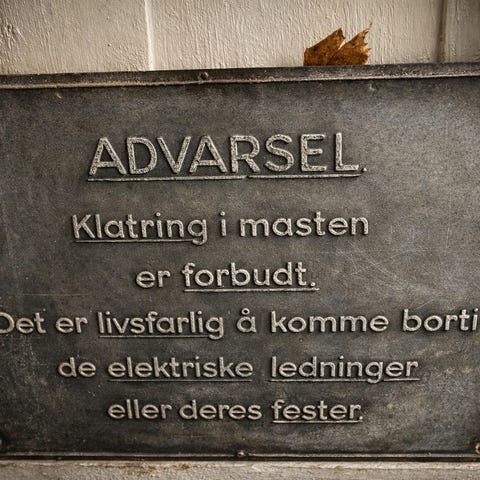 ADVARSEL.
Klatring i masten
er forbudt.
Det er livsfarlig å komme borti
de elektriske ledninger
eller deres fester.